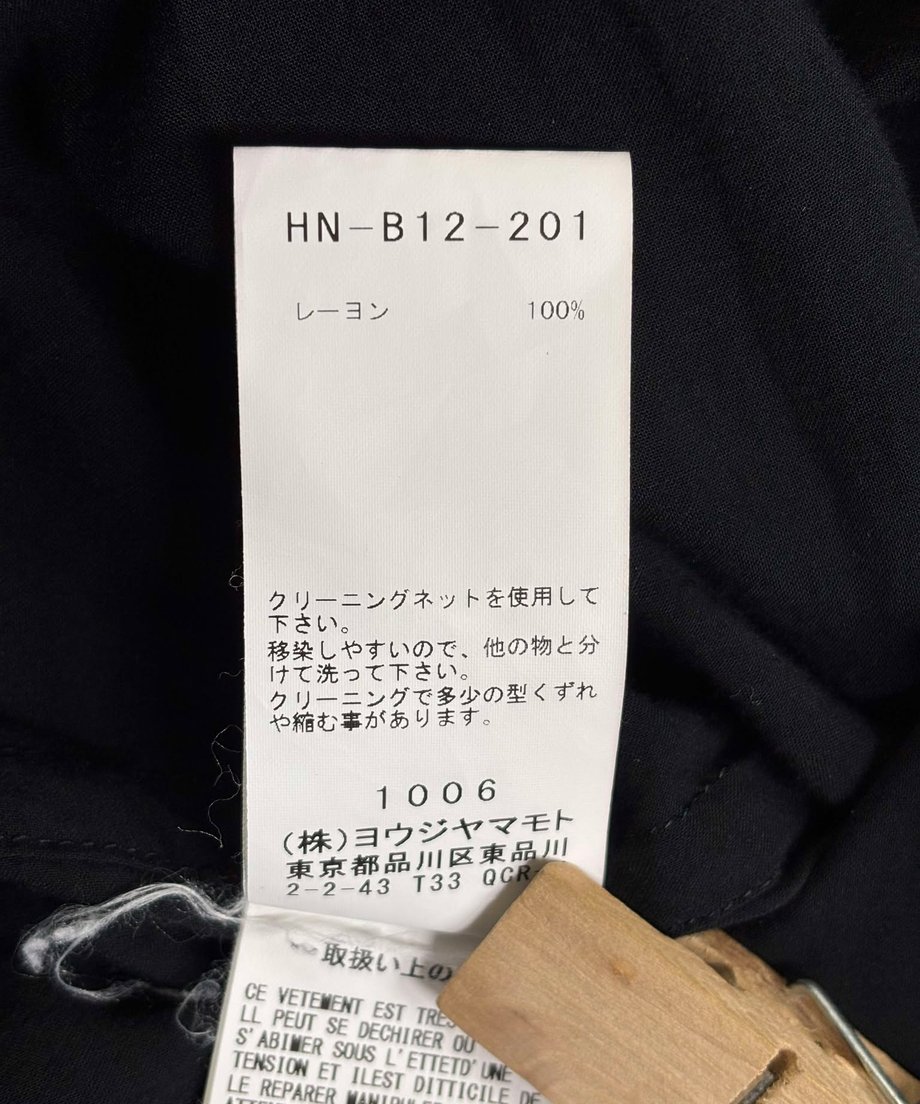 HN-B12-201
レーヨン 100%
クリーニングネットを使用して
下さい。
移染しやすいので、他の物と分
けて洗って下さい。
クリーニングで多少の型くずれ
や縮む事があります。
1006
(株)ヨウジヤマモト
東京都品川区東品川
2-2-43 T33 QCR-
取扱い上の
CE VETEMENT EST TRES
LL PEUT SE DECHIRER OU
S'ABIMER SOUS L'ETTETD'UNE
TENSION ET ILEST DITTICILE DE
LE REPARER